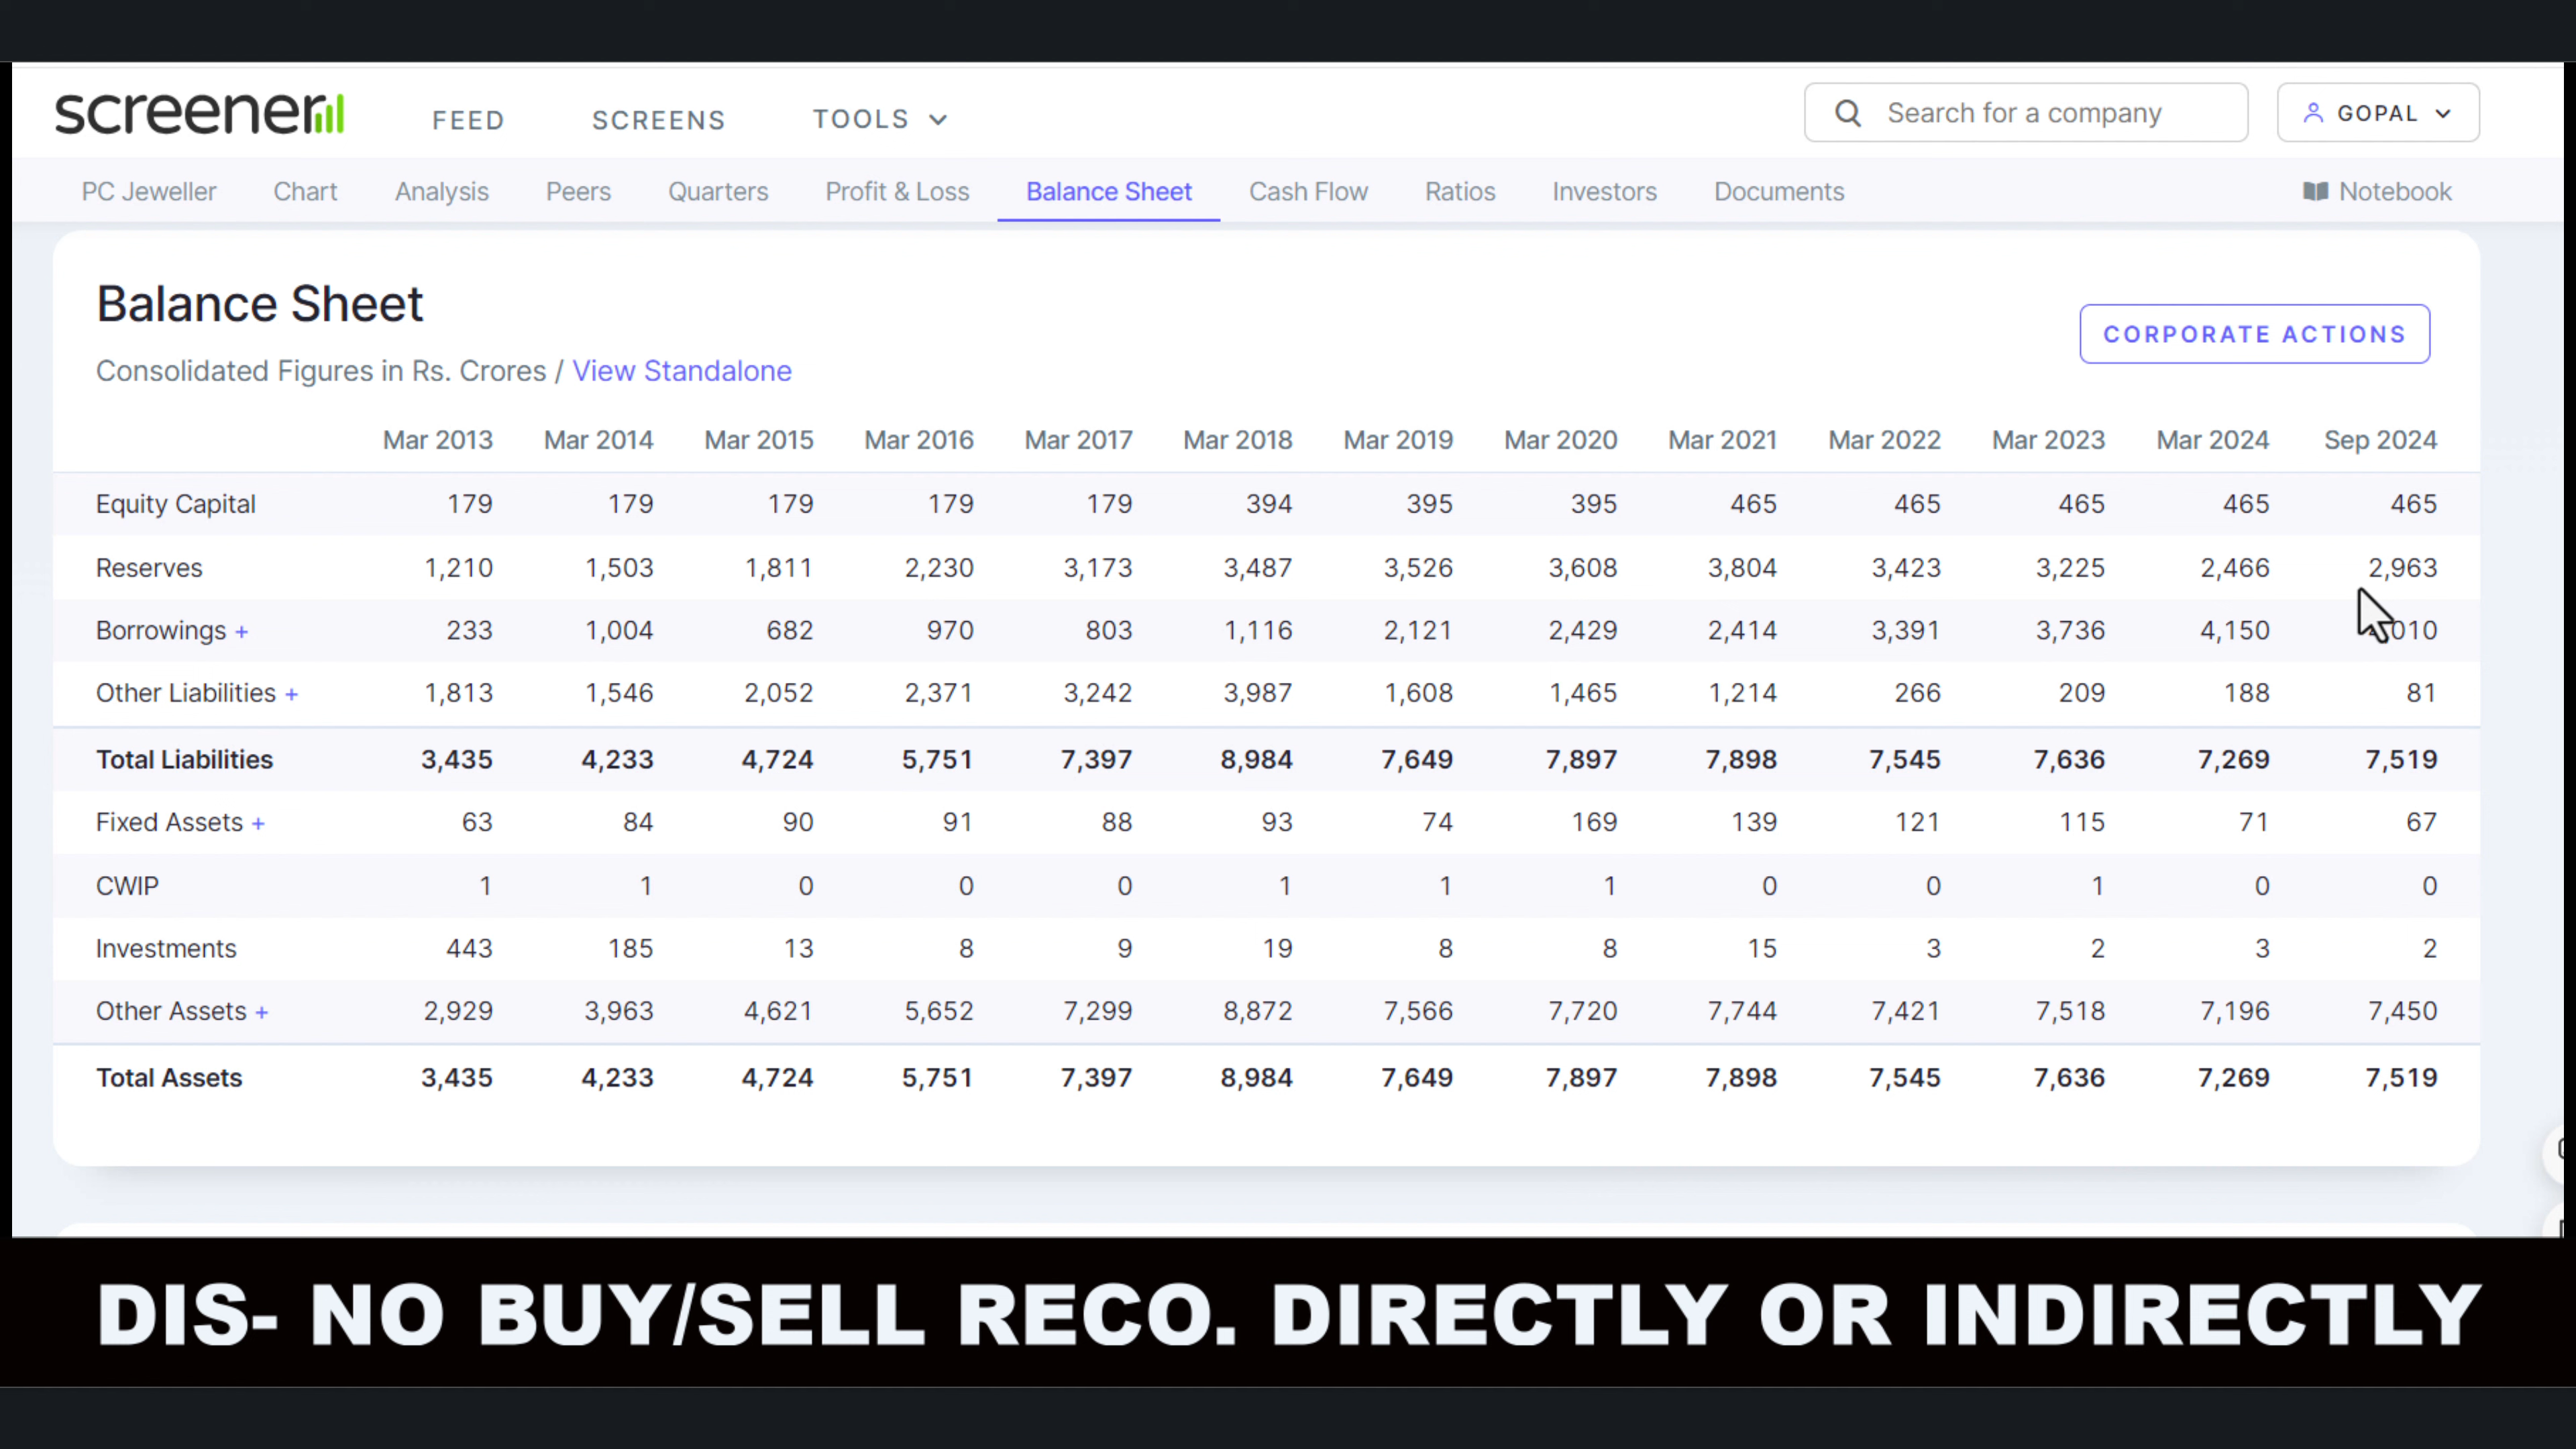 screener FEED SCREENS TOOLS Search for a company GOPAL
PC Jeweller Chart Analysis Peers Quarters Profit & Loss Balance Sheet Cash Flow Ratios Investors Documents Notebook
Balance Sheet
CORPORATE ACTIONS
Consolidated Figures in Rs. Crores / View Standalone
Mar 2013 Mar 2014 Mar 2015 Mar 2016 Mar 2017 Mar 2018 Mar 2019 Mar 2020 Mar 2021 Mar 2022 Mar 2023 Mar 2024 Sep 2024
Equity Capital 179 179 179 179 179 394 395 395 465 465 465 465 465
Reserves 1,210 1,503 1,811 2,230 3,173 3,487 3,526 3,608 3,804 3,423 3,225 2,466 2,963
Borrowings + 233 1,004 682 970 803 1,116 2,121 2,429 2,414 3,391 3,736 4,150
Other Liabilities + 1,813 1,546 2,052 2,371 3,242 3,987 1,608 1,465 1,214 266 209 188 81
Total Liabilities 3,435 4,233 4,724 5,751 7,397 8,984 7,649 7,897 7,898 7,545 7,636 7,269 7,519
Fixed Assets + 63 84 90 91 88 93 74 169 139 121 115 71 67
CWIP 1 1 0 0 0 1 1 1 0 0 1 0 0
Investments 443 185 13 8 9 19 8 8 15 3 2 3 2
Other Assets + 2,929 3,963 4,621 5,652 7,299 8,872 7,566 7,720 7,744 7,421 7,518 7,196 7,450
Total Assets 3,435 4,233 4,724 5,751 7,397 8,984 7,649 7,897 7,898 7,545 7,636 7,269 7,519
DIS- NO BUY/SELL RECO. DIRECTLY OR INDIRECTLY